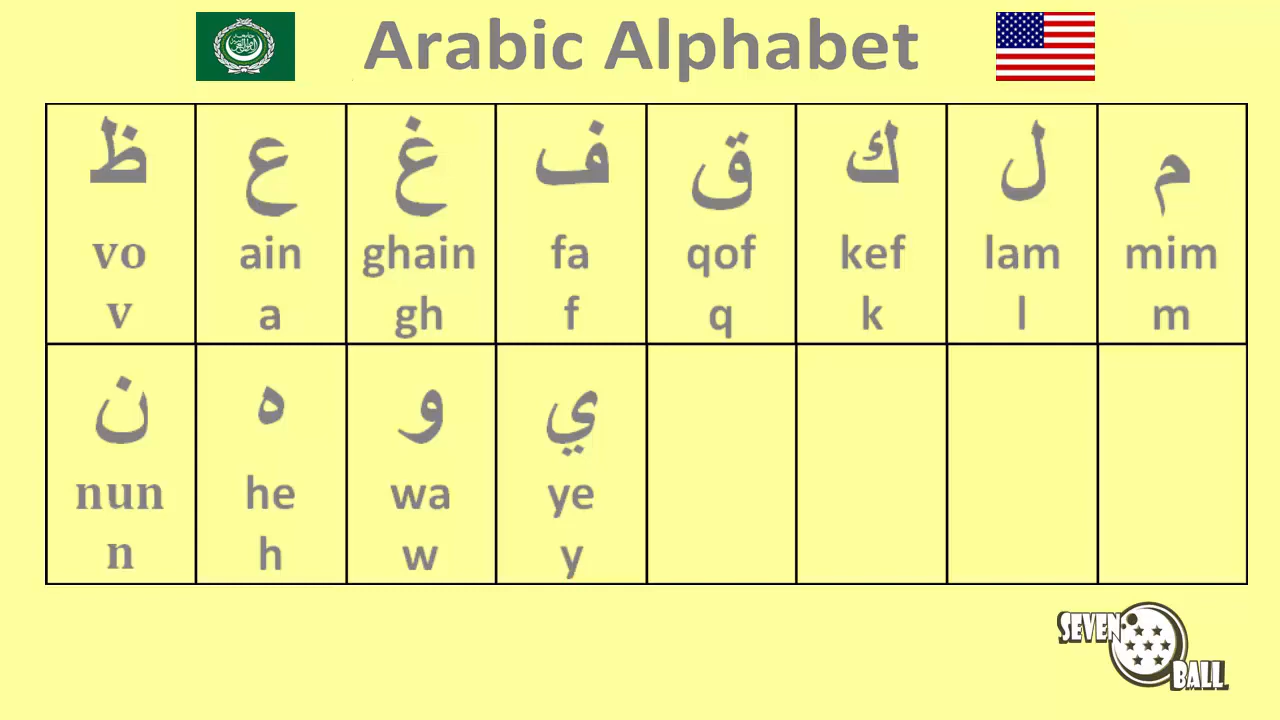 Arabic Alphabet
ظ ع غ ف ق ك ل م
vo ain ghain fa qof kef lam mim
v a gh f q k l m
ن ه و ي
nun he wa ye
n h w y
SEVEN
BALL